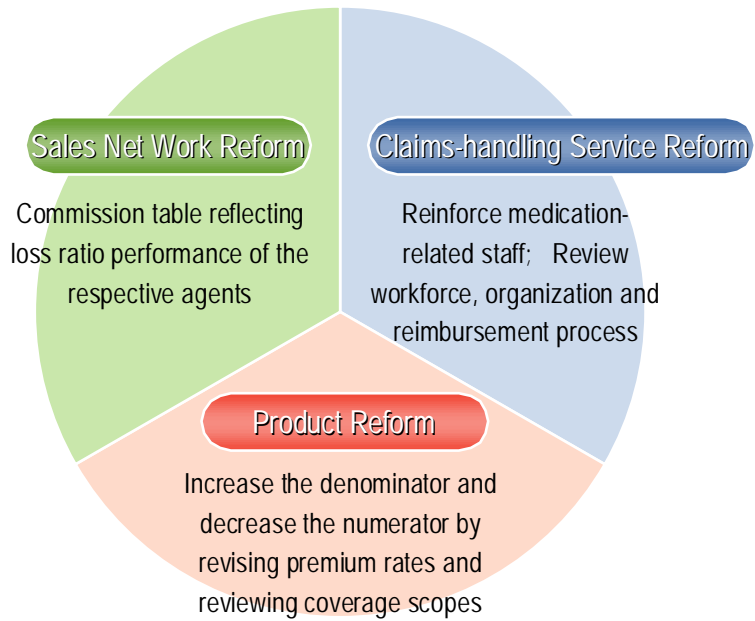 Sales Net Work Reform
Commission table reflecting
loss ratio performance of the
respective agents
Claims-handling Service Reform
Reinforce medication-
related staff; Review
workforce, organization and
reimbursement process
Product Reform
Increase the denominator and
decrease the numerator by
revising premium rates and
reviewing coverage scopes